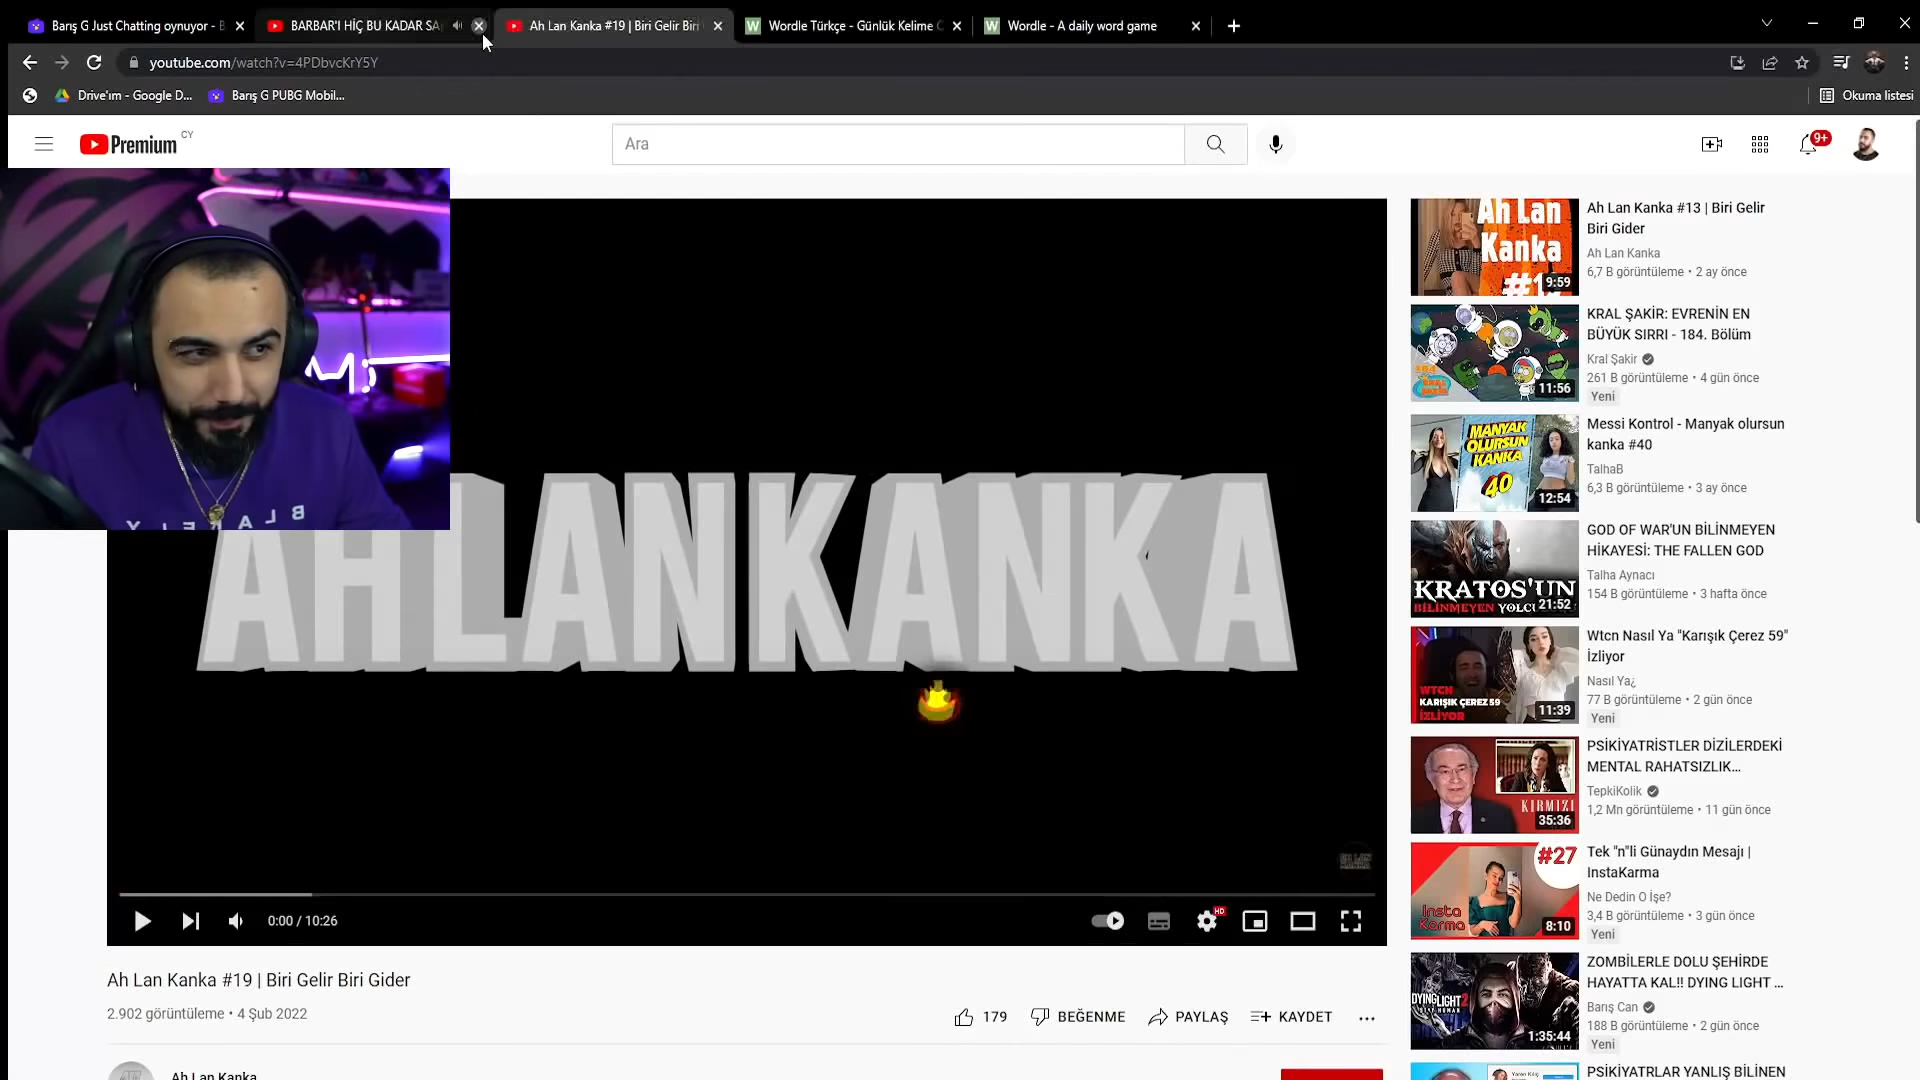 Barış G Just Chatting oynuyor - B
BARBAR'I HİÇ BU KADAR SA
Ah Lan Kanka #19 | Biri Gelir Biri
Wordle Türkçe - Günlük Kelime
Wordle - A daily word game
youtube.com/watch?v=4PDbvcKrY5Y
Drive'ım - Google D...
Barış G PUBG Mobil...
Okuma listesi
Premium CY
Ara
9+
AHLANKANKA
0:00 / 10:26
HD
Ah Lan Kanka #19 | Biri Gelir Biri Gider
2.902 görüntüleme • 4 Şub 2022
179
BEĞENME
PAYLAŞ
KAYDET
Ah Lan Kanka
Ah Lan
Kanka
9:59
Ah Lan Kanka #13 | Biri Gelir
Biri Gider
Ah Lan Kanka
6,7 B görüntüleme • 2 ay önce
11:56
KRAL ŞAKİR: EVRENİN EN
BÜYÜK SIRRI - 184. Bölüm
Kral Şakir
261 B görüntüleme • 4 gün önce
Yeni
MANYAK
OLURSUN
KANKA
40
12:54
Messi Kontrol - Manyak olursun
kanka #40
TalhaB
6,3 B görüntüleme • 3 ay önce
KRATOS'UN
BİLİNMEYEN YOLCU
21:52
GOD OF WAR'UN BİLİNMEYEN
HİKAYESİ: THE FALLEN GOD
Talha Aynacı
154 B görüntüleme • 3 hafta önce
WTCN
KARIŞIK ÇEREZ 59
İZLİYOR
11:39
Wtcn Nasıl Ya "Karışık Çerez 59"
İzliyor
Nasıl Ya¿
77 B görüntüleme • 2 gün önce
Yeni
KIRMIZI
35:36
PSİKİYATRİSTLER DİZİLERDEKİ
MENTAL RAHATSIZLIK...
TepkiKolik
1,2 Mn görüntüleme • 11 gün önce
#27
Insta
Karma
8:10
Tek "n"li Günaydın Mesajı |
InstaKarma
Ne Dedin O İşe?
3,4 B görüntüleme • 3 gün önce
Yeni
DYING LIGHT 2
1:35:44
ZOMBİLERLE DOLU ŞEHİRDE
HAYATTA KAL!! DYING LIGHT ...
Barış Can
188 B görüntüleme • 2 gün önce
Yeni
PSİKİYATRLAR YANLIŞ BİLİNEN